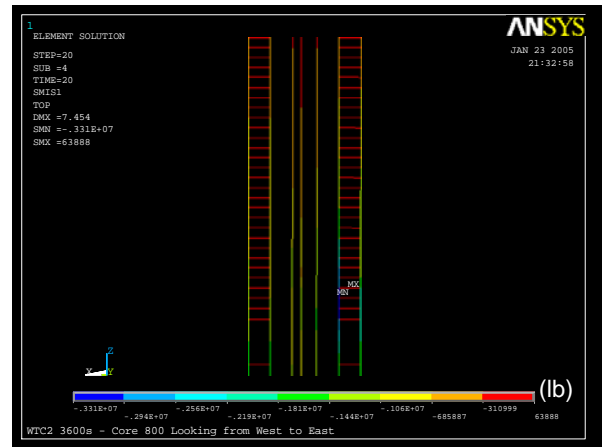 1
ELEMENT SOLUTION
ANSYS
JAN 23 2005
21:32:58
STEP=20
SUB =4
TIME=20
SMIS1
TOP
DMX =7.454
SMN =-.331E+07
SMX =63888
MX
MN
Z
X Y
(lb)
-.331E+07 -.256E+07 -.181E+07 -.106E+07 -310999
-.294E+07 -.219E+07 -.144E+07 -685887 63888
WTC2 3600s - Core 800 Looking from West to East